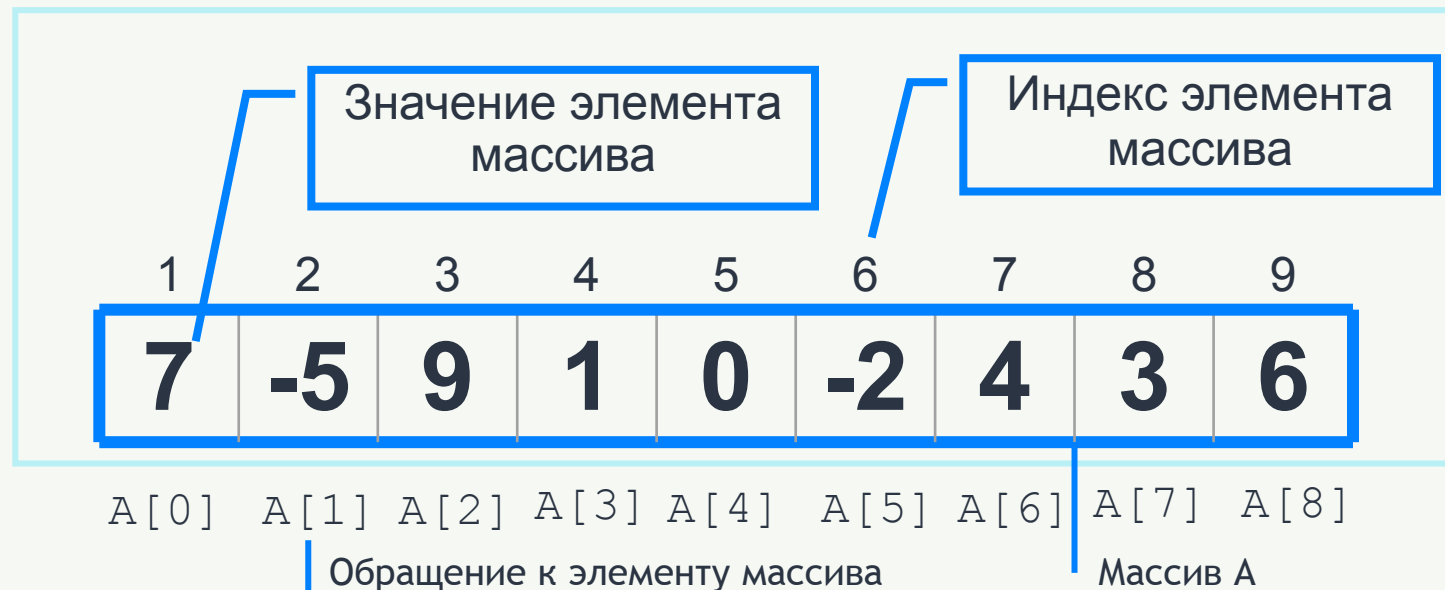 Значение элемента
массива
Индекс элемента
массива
1 2 3 4 5 6 7 8 9
7 -5 9 1 0 -2 4 3 6
A[0] A[1] A[2] A[3] A[4] A[5] A[6] A[7] A[8]
Обращение к элементу массива
Массив А